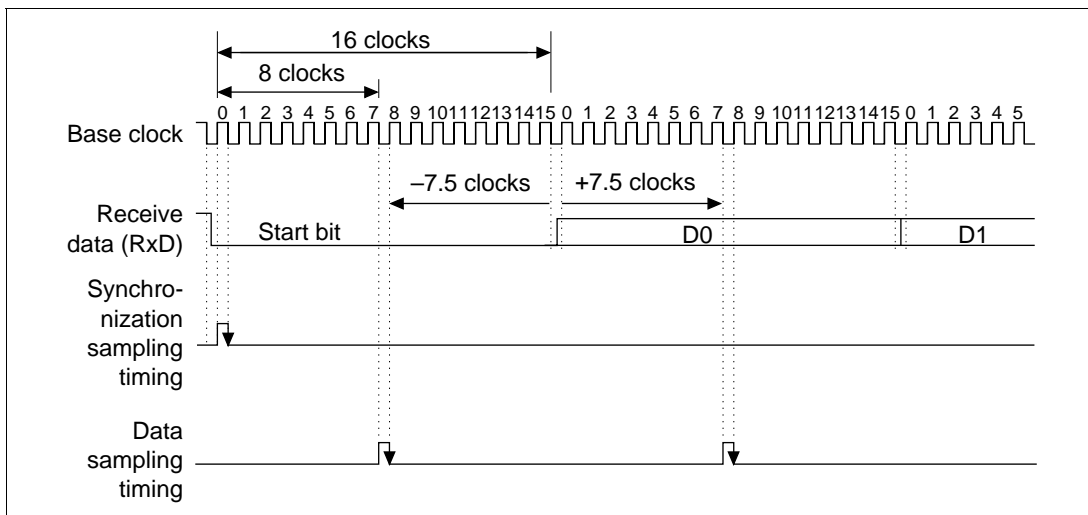 16 clocks
8 clocks
0 1 2 3 4 5 6 7 8 9 10 11 12 13 14 15 0 1 2 3 4 5 6 7 8 9 10 11 12 13 14 15 0 1 2 3 4 5
Base clock
–7.5 clocks +7.5 clocks
Receive
data (RxD)
Start bit D0 D1
Synchro-
nization
sampling
timing
Data
sampling
timing